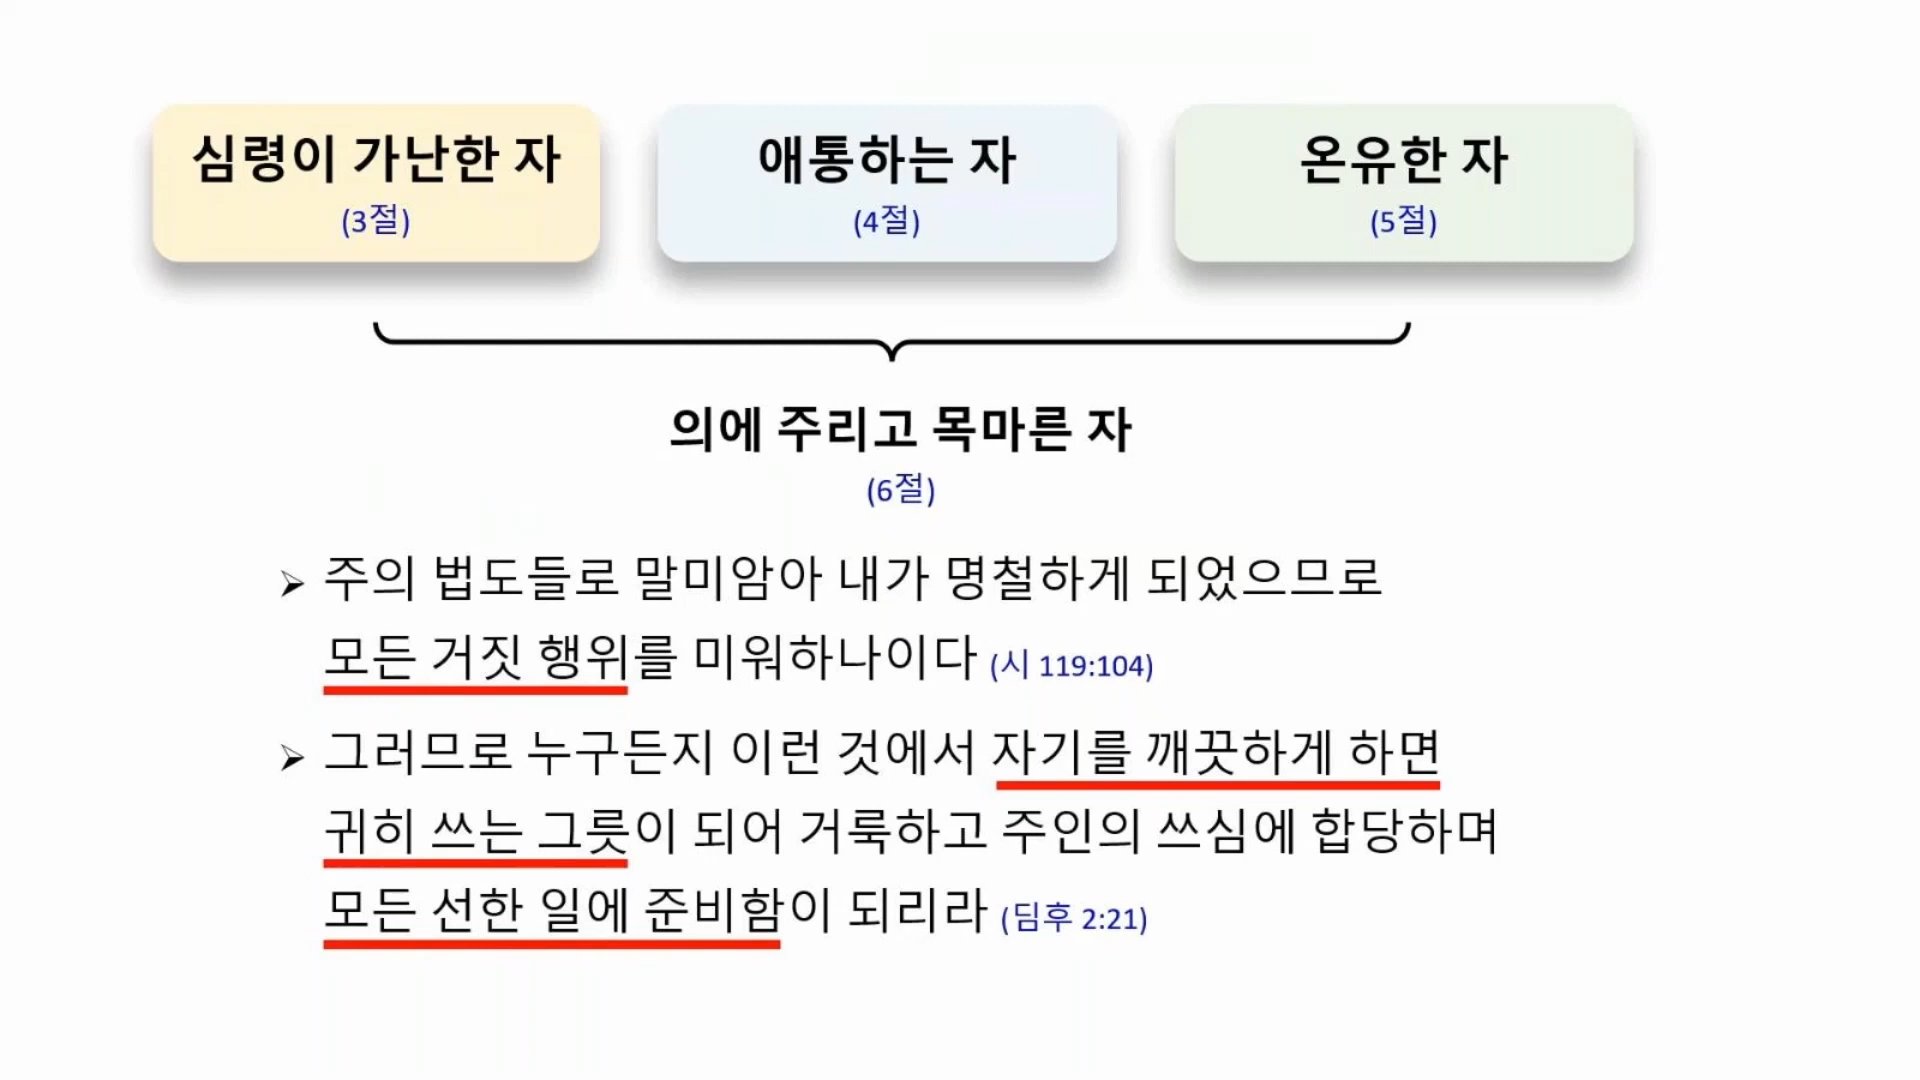 심령이 가난한 자
(3절)
애통하는 자
(4절)
온유한 자
(5절)
의에 주리고 목마른 자
(6절)
➢ 주의 법도들로 말미암아 내가 명철하게 되었으므로
모든 거짓 행위를 미워하나이다 (시 119:104)
➢ 그러므로 누구든지 이런 것에서 자기를 깨끗하게 하면
귀히 쓰는 그릇이 되어 거룩하고 주인의 쓰심에 합당하며
모든 선한 일에 준비함이 되리라 (딤후 2:21)